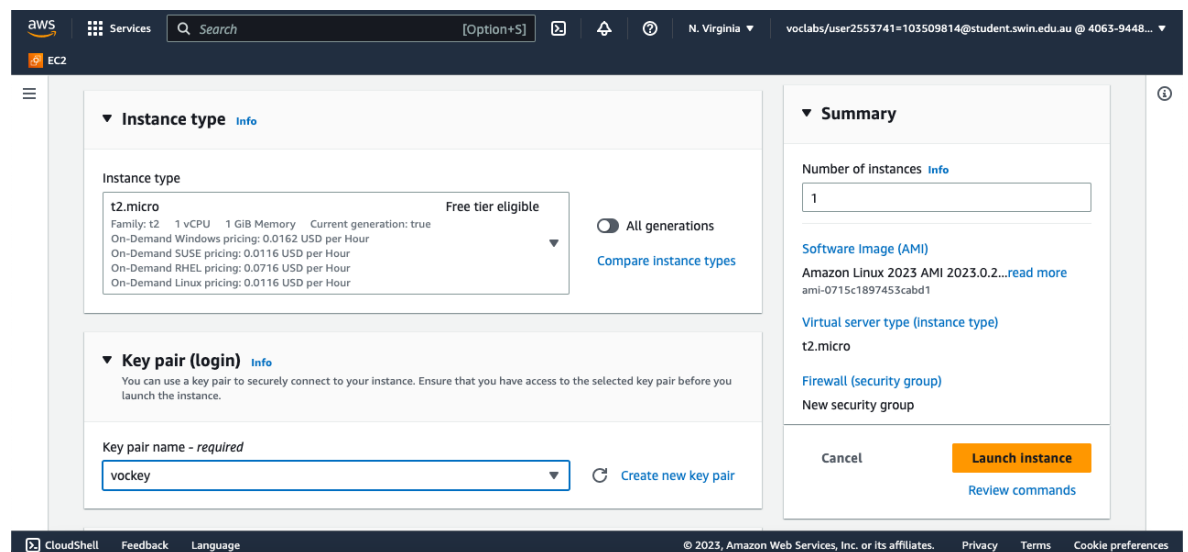 aws
Services
Search
[Option+S]
N. Virginia
voclabs/user2553741=103509814@student.swin.edu.au @ 4063-9448...
EC2
Instance type Info
Instance type
t2.micro
Free tier eligible
Family: t2 1 vCPU 1 GiB Memory Current generation: true
On-Demand Windows pricing: 0.0162 USD per Hour
On-Demand SUSE pricing: 0.0116 USD per Hour
On-Demand RHEL pricing: 0.0716 USD per Hour
On-Demand Linux pricing: 0.0116 USD per Hour
All generations
Compare instance types
Key pair (login) Info
You can use a key pair to securely connect to your instance. Ensure that you have access to the selected key pair before you
launch the instance.
Key pair name - required
vockey
Create new key pair
Summary
Number of instances Info
1
Software Image (AMI)
Amazon Linux 2023 AMI 2023.0.2...read more
ami-0715c1897453cabd1
Virtual server type (instance type)
t2.micro
Firewall (security group)
New security group
Cancel
Launch instance
Review commands
CloudShell
Feedback
Language
© 2023, Amazon Web Services, Inc. or its affiliates.
Privacy
Terms
Cookie preferences